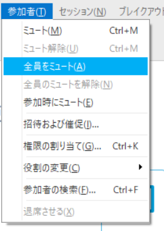 参加者(T) セッション(N) ブレイクアウト
ミュート(M) Ctrl+M
ミュート解除(U) Ctrl+M
全員をミュート(A)
全員のミュートを解除(N)
参加時にミュート(E)
招待および催促(I)...
権限の割り当て(G)... Ctrl+K
役割の変更(C)
参加者の検索(F)... Ctrl+F
退席させる(X)